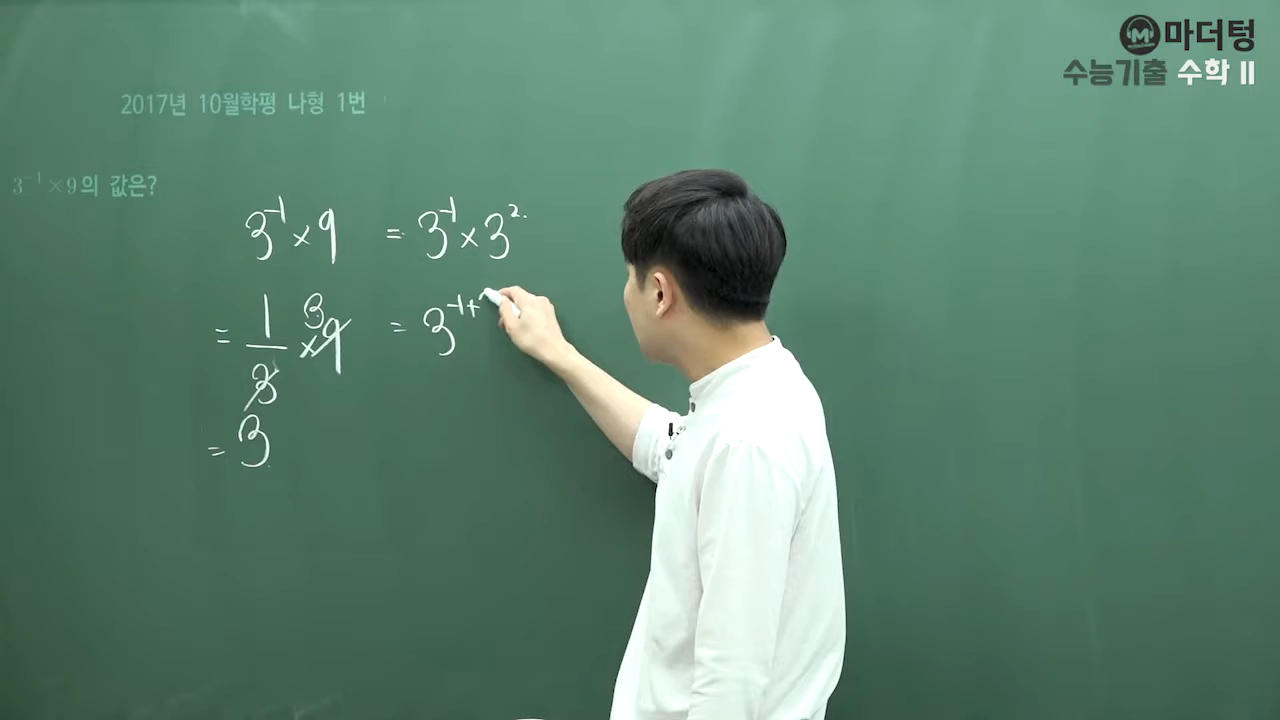 마더텅
수능기출 수학 II
2017년 10월학평 나형 1번
3⁻¹×9의 값은?
3⁻¹×9 = 3⁻¹×3².
= 1/3 ×9 3 = 3⁻¹⁺
= 3